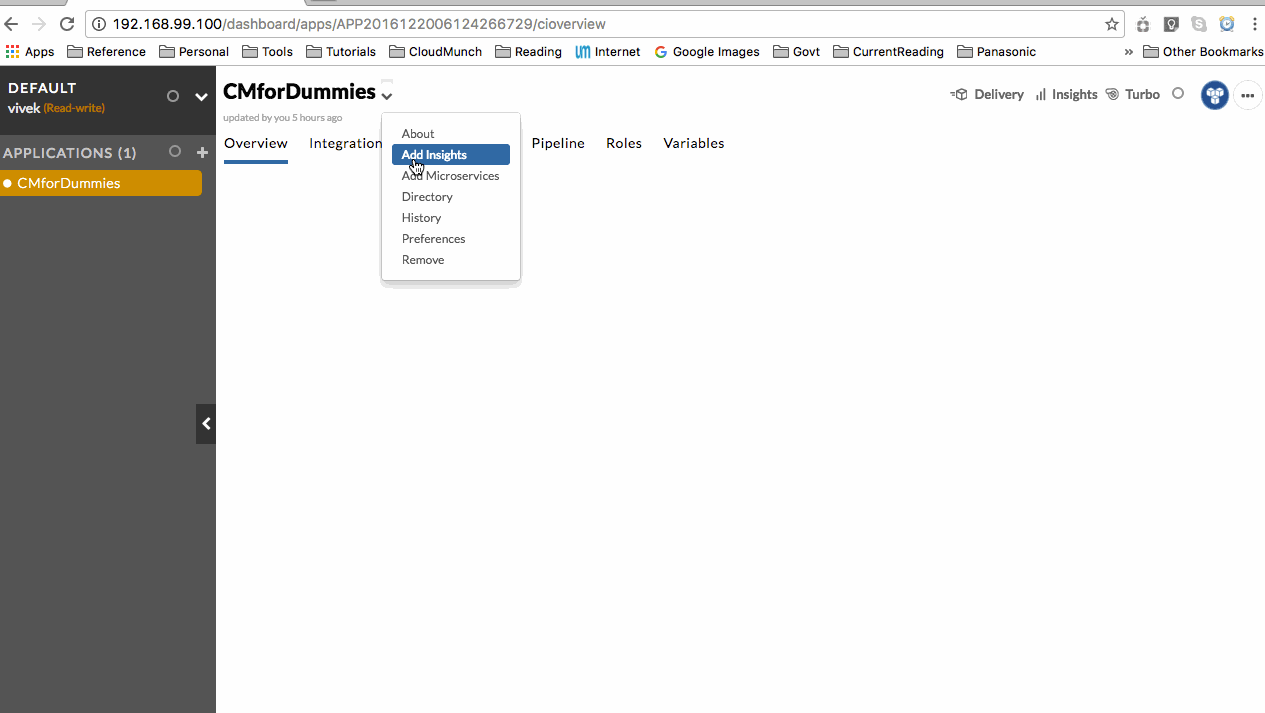 192.168.99.100/dashboard/apps/APP2016122006124266729/cioverview
Apps Reference Personal Tools Tutorials CloudMunch Reading Internet Google Images Govt CurrentReading Panasonic » Other Bookmarks
DEFAULT
vivek (Read-write)
APPLICATIONS (1) +
CMforDummies
CMforDummies
updated by you 5 hours ago
Delivery Insights Turbo
Overview Integration Pipeline Roles Variables
About
Add Insights
Add Microservices
Directory
History
Preferences
Remove